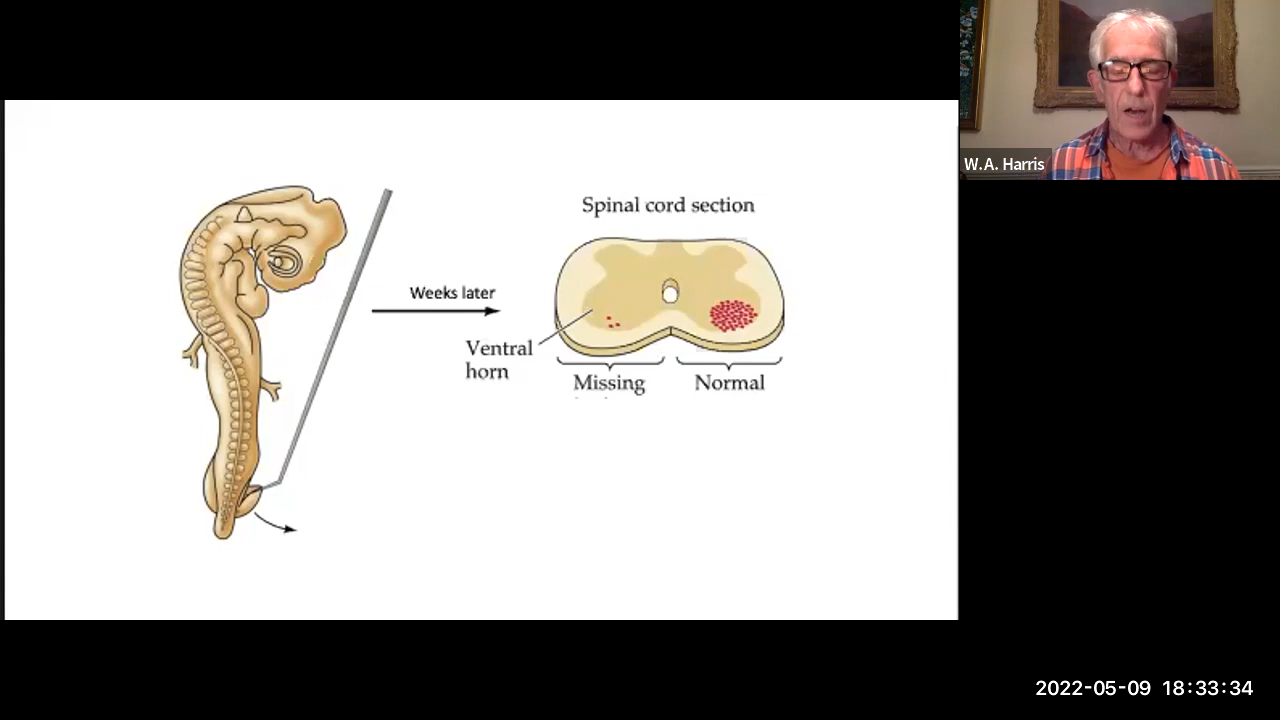 W.A. Harris
Spinal cord section
Weeks later
Ventral
horn
Missing
Normal
2022-05-09 18:33:34